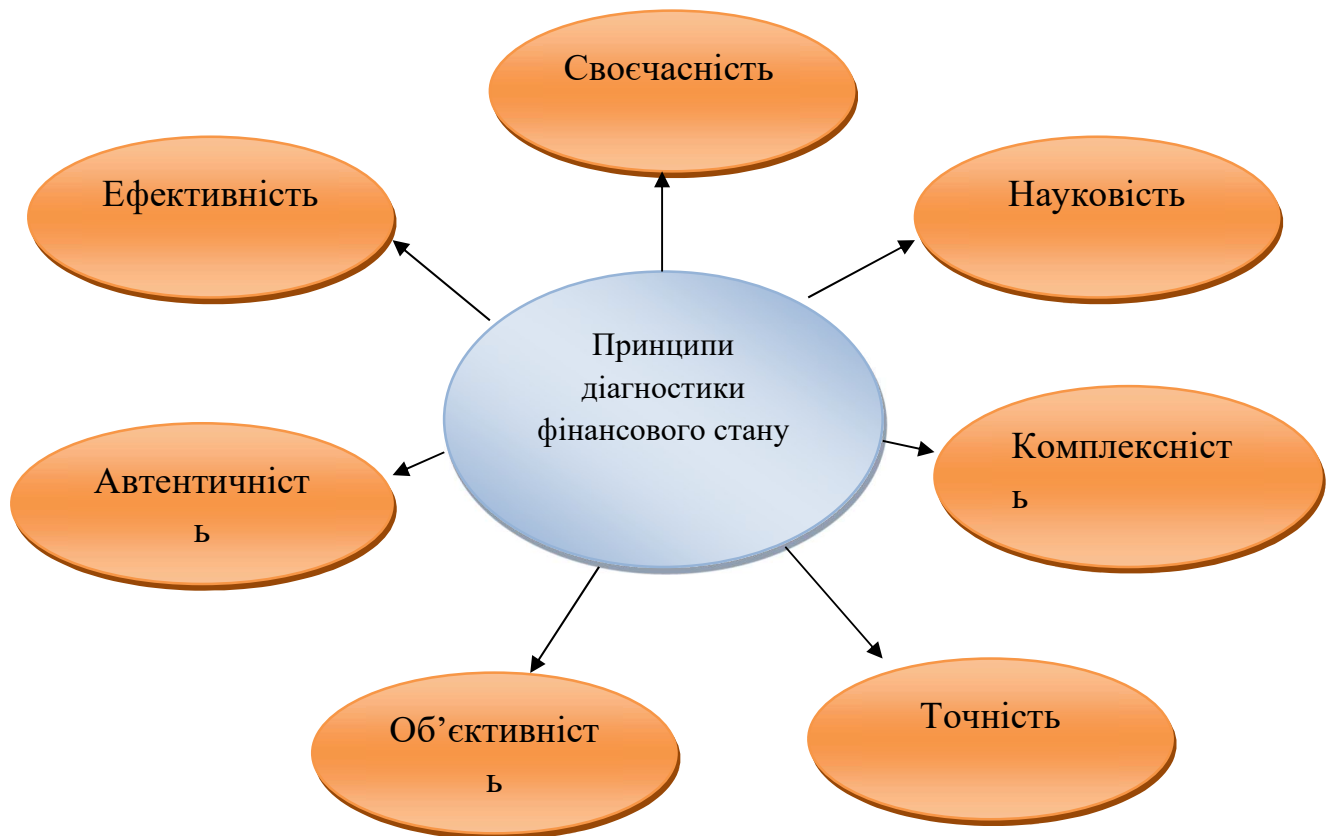 Своєчасність
Ефективність
Науковість
Принципи
діагностики
фінансового стану
Комплексніст
ь
Автентичніст
ь
Об’єктивніст
ь
Точність